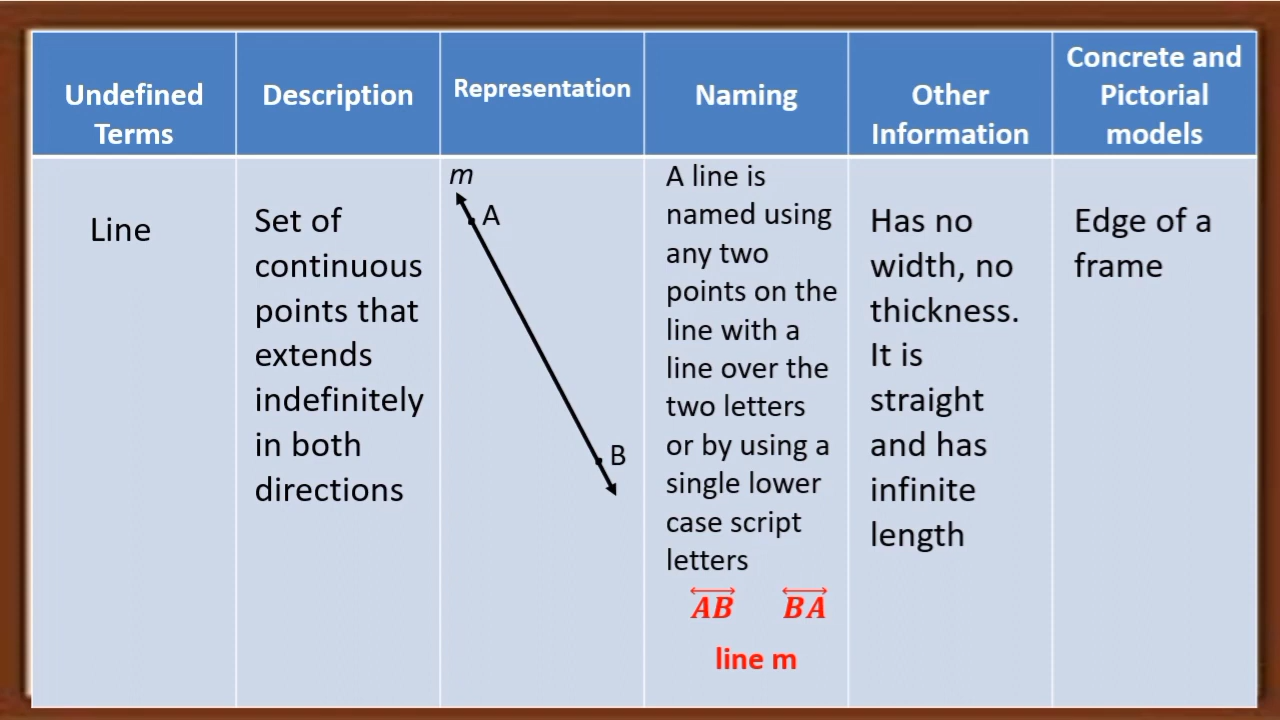 Undefined
Terms
Description
Representation
Naming
Other
Information
Concrete and
Pictorial
models
Line
Set of
continuous
points that
extends
indefinitely
in both
directions
m
A
B
A line is
named using
any two
points on the
line with a
line over the
two letters
or by using a
single lower
case script
letters
AB BA
line m
Has no
width, no
thickness.
It is
straight
and has
infinite
length
Edge of a
frame